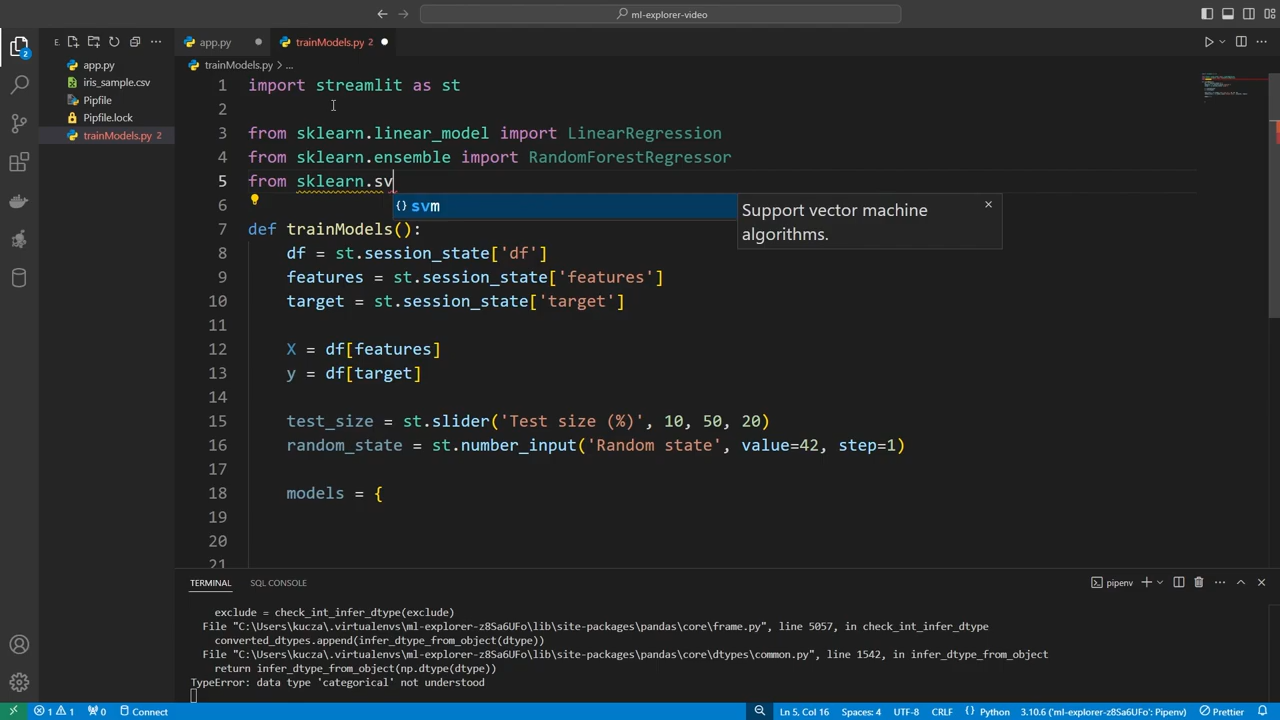 ml-explorer-video
E.
app.py
trainModels.py 2
app.py
iris_sample.csv
Pipfile
Pipfile.lock
trainModels.py 2
2
trainModels.py > ...
1 import streamlit as st
2
3 from sklearn.linear_model import LinearRegression
4 from sklearn.ensemble import RandomForestRegressor
5 from sklearn.sv
svm
Support vector machine
algorithms.
6
7 def trainModels():
8 df = st.session_state['df']
9 features = st.session_state['features']
10 target = st.session_state['target']
11
12 X = df[features]
13 y = df[target]
14
15 test_size = st.slider('Test size (%)', 10, 50, 20)
16 random_state = st.number_input('Random state', value=42, step=1)
17
18 models = {
19
20
21
TERMINAL SQL CONSOLE pipenv
exclude = check_int_infer_dtype(exclude)
File "C:\Users\kucza\.virtualenvs\ml-explorer-z8Sa6UFo\lib\site-packages\pandas\core\frame.py", line 5057, in check_int_infer_dtype
converted_dtypes.append(infer_dtype_from_object(dtype))
File "C:\Users\kucza\.virtualenvs\ml-explorer-z8Sa6UFo\lib\site-packages\pandas\core\dtypes\common.py", line 1542, in infer_dtype_from_object
return infer_dtype_from_object(np.dtype(dtype))
TypeError: data type 'categorical' not understood
1 1 0 Connect Ln 5, Col 16 Spaces: 4 UTF-8 CRLF Python 3.10.6 ('ml-explorer-z8Sa6UFo': Pipenv) Prettier